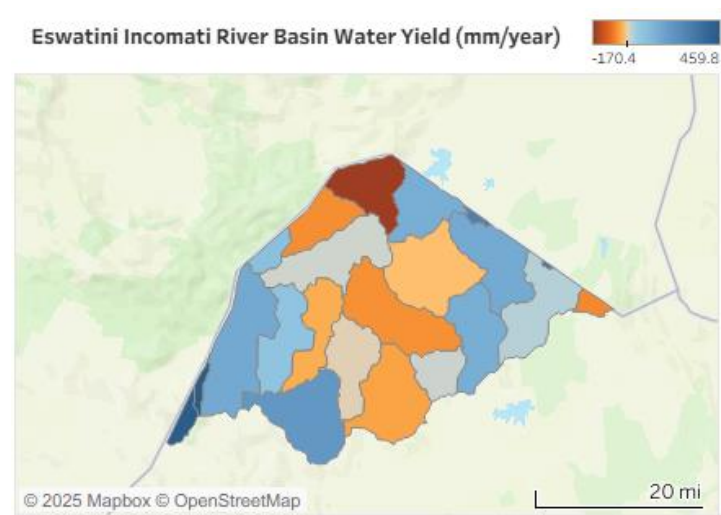 Eswatini Incomati River Basin Water Yield (mm/year)
-170.4 459.8
20 mi
© 2025 Mapbox © OpenStreetMap